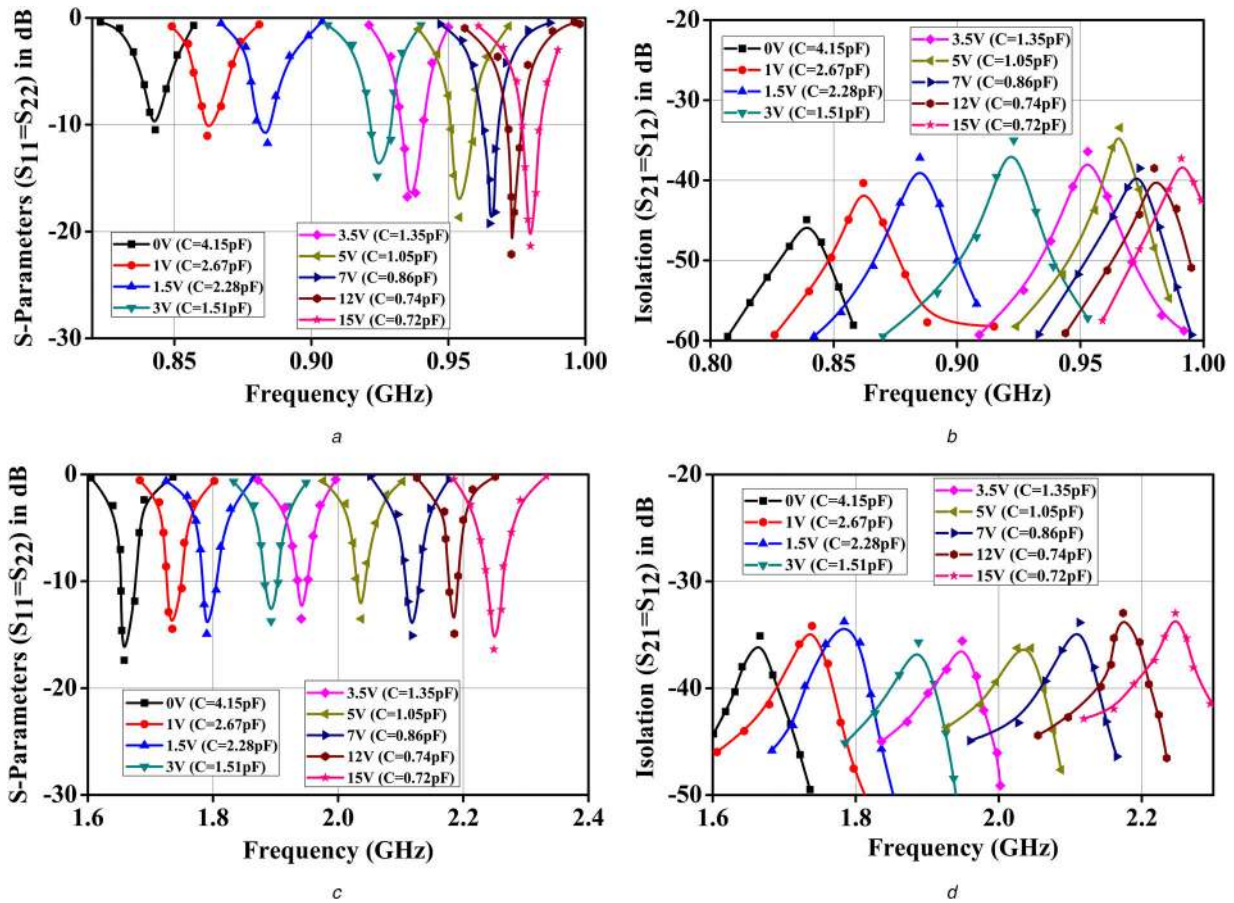 S-Parameters (S11=S22) in dB
0
-10
-20
-30
0V (C=4.15pF)
1V (C=2.67pF)
1.5V (C=2.28pF)
3V (C=1.51pF)
3.5V (C=1.35pF)
5V (C=1.05pF)
7V (C=0.86pF)
12V (C=0.74pF)
15V (C=0.72pF)
0.85 0.90 0.95 1.00
Frequency (GHz)
a
Isolation (S21=S12) in dB
-20
-30
-40
-50
-60
0V (C=4.15pF)
1V (C=2.67pF)
1.5V (C=2.28pF)
3V (C=1.51pF)
3.5V (C=1.35pF)
5V (C=1.05pF)
7V (C=0.86pF)
12V (C=0.74pF)
15V (C=0.72pF)
0.80 0.85 0.90 0.95 1.00
Frequency (GHz)
b
S-Parameters (S11=S22) in dB
0
-10
-20
-30
0V (C=4.15pF)
1V (C=2.67pF)
1.5V (C=2.28pF)
3V (C=1.51pF)
3.5V (C=1.35pF)
5V (C=1.05pF)
7V (C=0.86pF)
12V (C=0.74pF)
15V (C=0.72pF)
1.6 1.8 2.0 2.2 2.4
Frequency (GHz)
c
Isolation (S21=S12) in dB
-20
-30
-40
-50
0V (C=4.15pF)
1V (C=2.67pF)
1.5V (C=2.28pF)
3V (C=1.51pF)
3.5V (C=1.35pF)
5V (C=1.05pF)
7V (C=0.86pF)
12V (C=0.74pF)
15V (C=0.72pF)
1.6 1.8 2.0 2.2
Frequency (GHz)
d